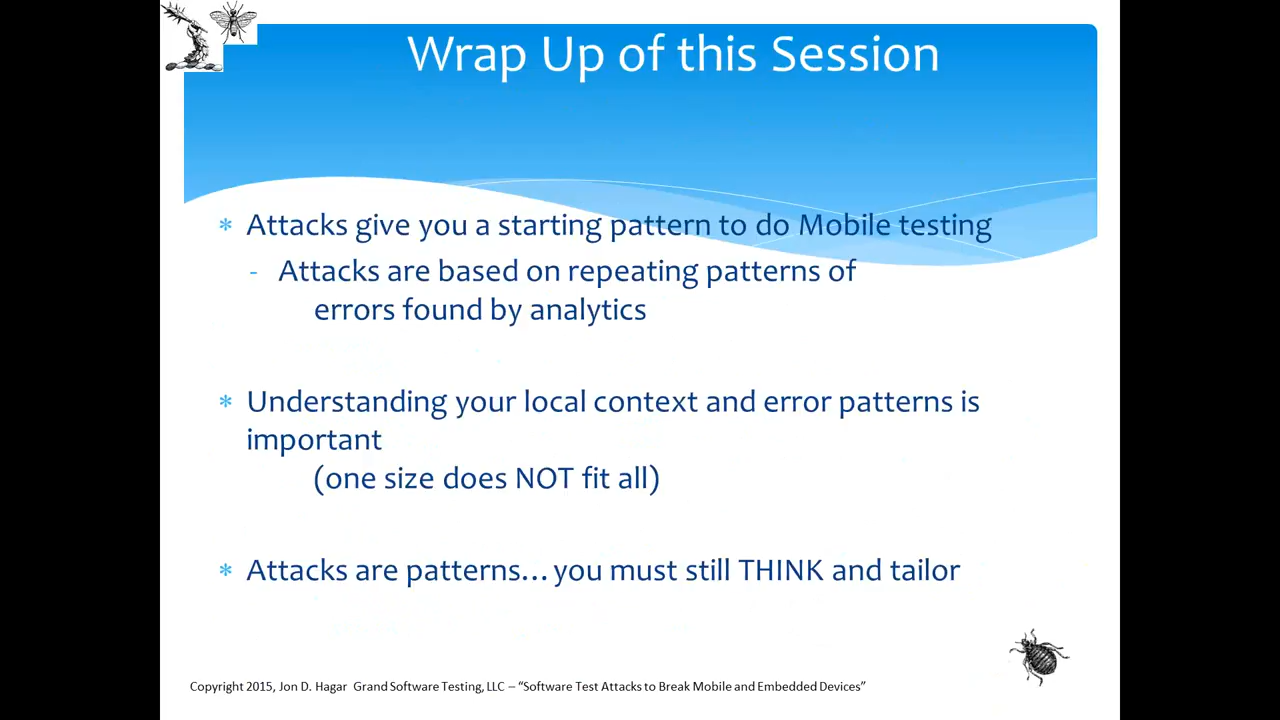 Wrap Up of this Session
* Attacks give you a starting pattern to do Mobile testing
- Attacks are based on repeating patterns of
errors found by analytics
* Understanding your local context and error patterns is
important
(one size does NOT fit all)
* Attacks are patterns…you must still THINK and tailor
Copyright 2015, Jon D. Hagar Grand Software Testing, LLC – “Software Test Attacks to Break Mobile and Embedded Devices”